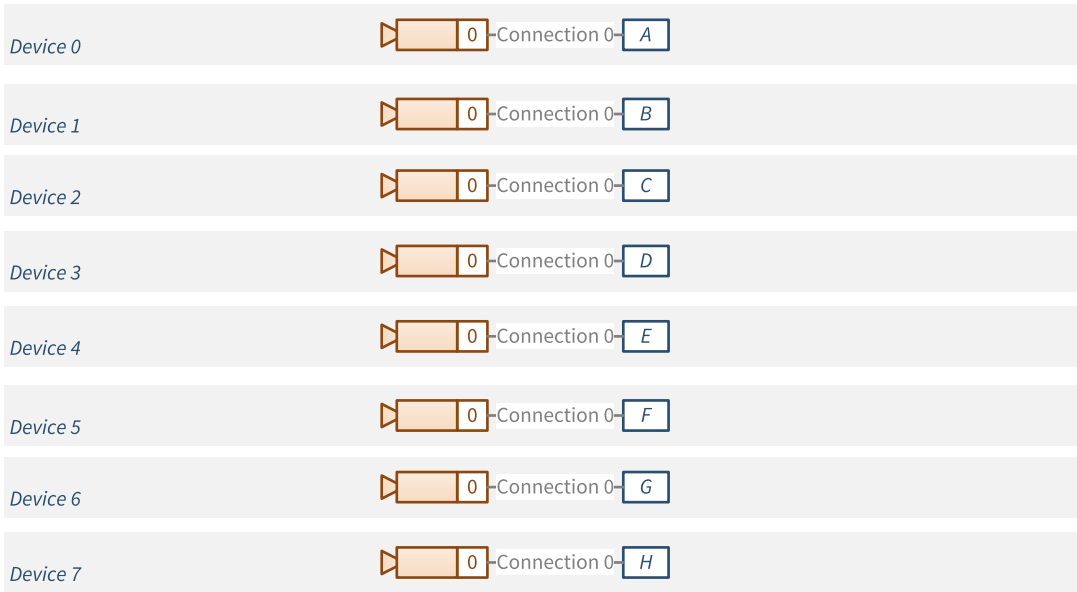 Device 0 0 Connection 0 A
Device 1 0 Connection 0 B
Device 2 0 Connection 0 C
Device 3 0 Connection 0 D
Device 4 0 Connection 0 E
Device 5 0 Connection 0 F
Device 6 0 Connection 0 G
Device 7 0 Connection 0 H